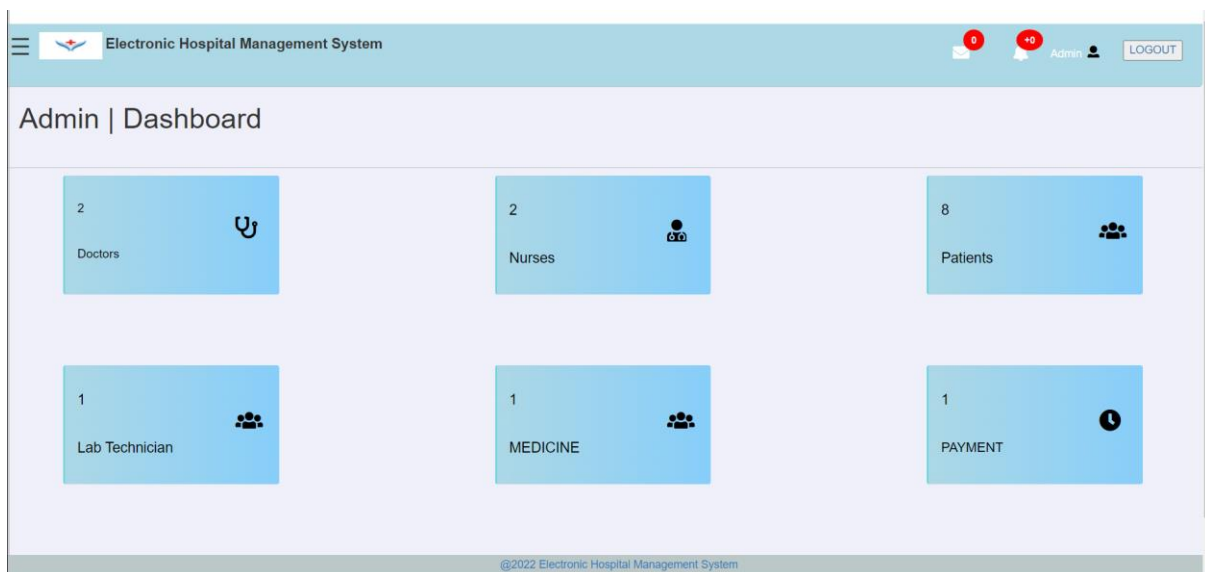 Electronic Hospital Management System
0
+0
Admin
LOGOUT
Admin | Dashboard
2
Doctors
2
Nurses
8
Patients
1
Lab Technician
1
MEDICINE
1
PAYMENT
@2022 Electronic Hospital Management System